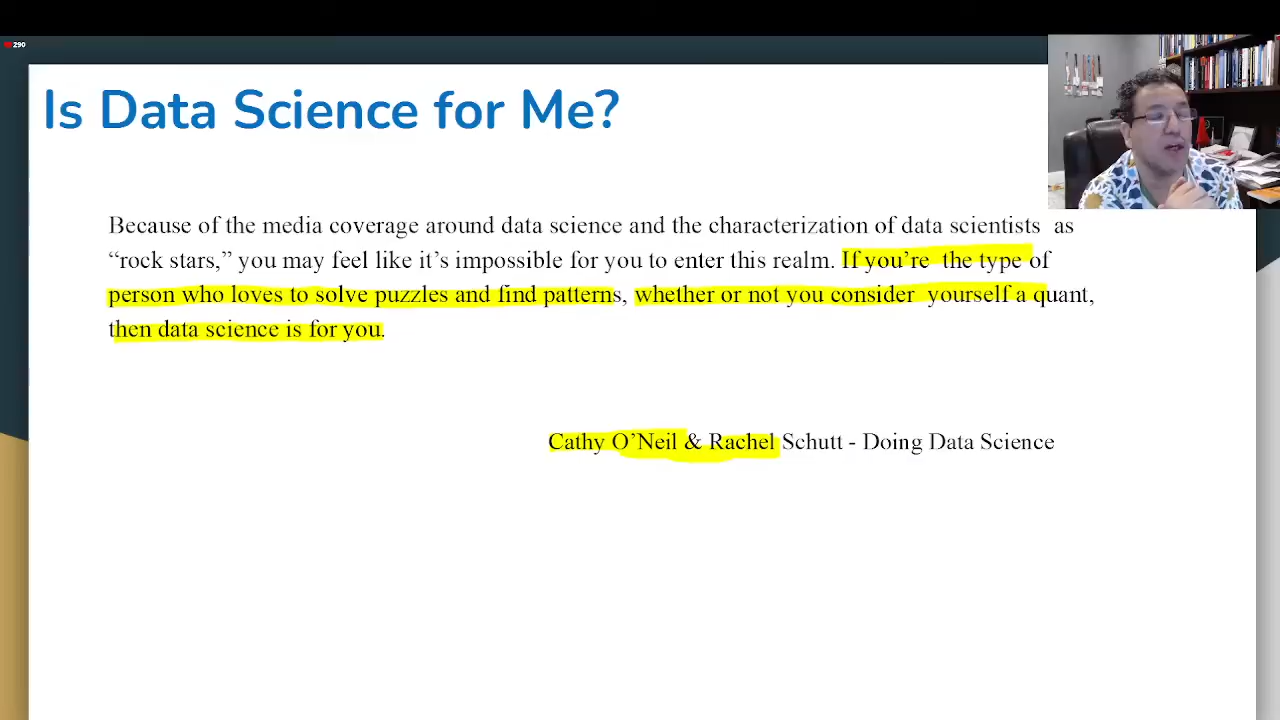 290
Is Data Science for Me?
Because of the media coverage around data science and the characterization of data scientists as
“rock stars,” you may feel like it’s impossible for you to enter this realm. If you’re the type of
person who loves to solve puzzles and find patterns, whether or not you consider yourself a quant,
then data science is for you.
Cathy O’Neil & Rachel Schutt - Doing Data Science